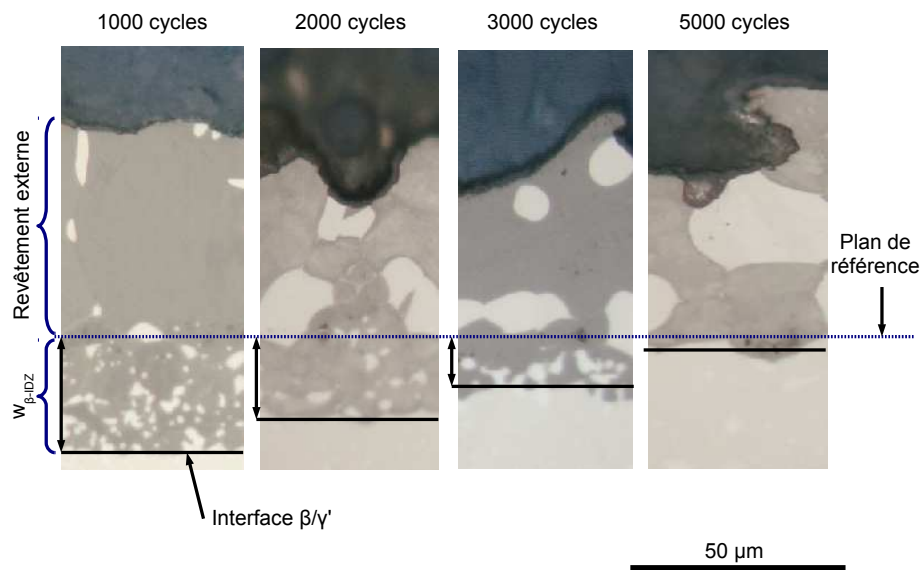 1000 cycles
2000 cycles
3000 cycles
5000 cycles
Revêtement externe
Plan de
référence
wβ-IDZ
Interface β/γ'
50 µm